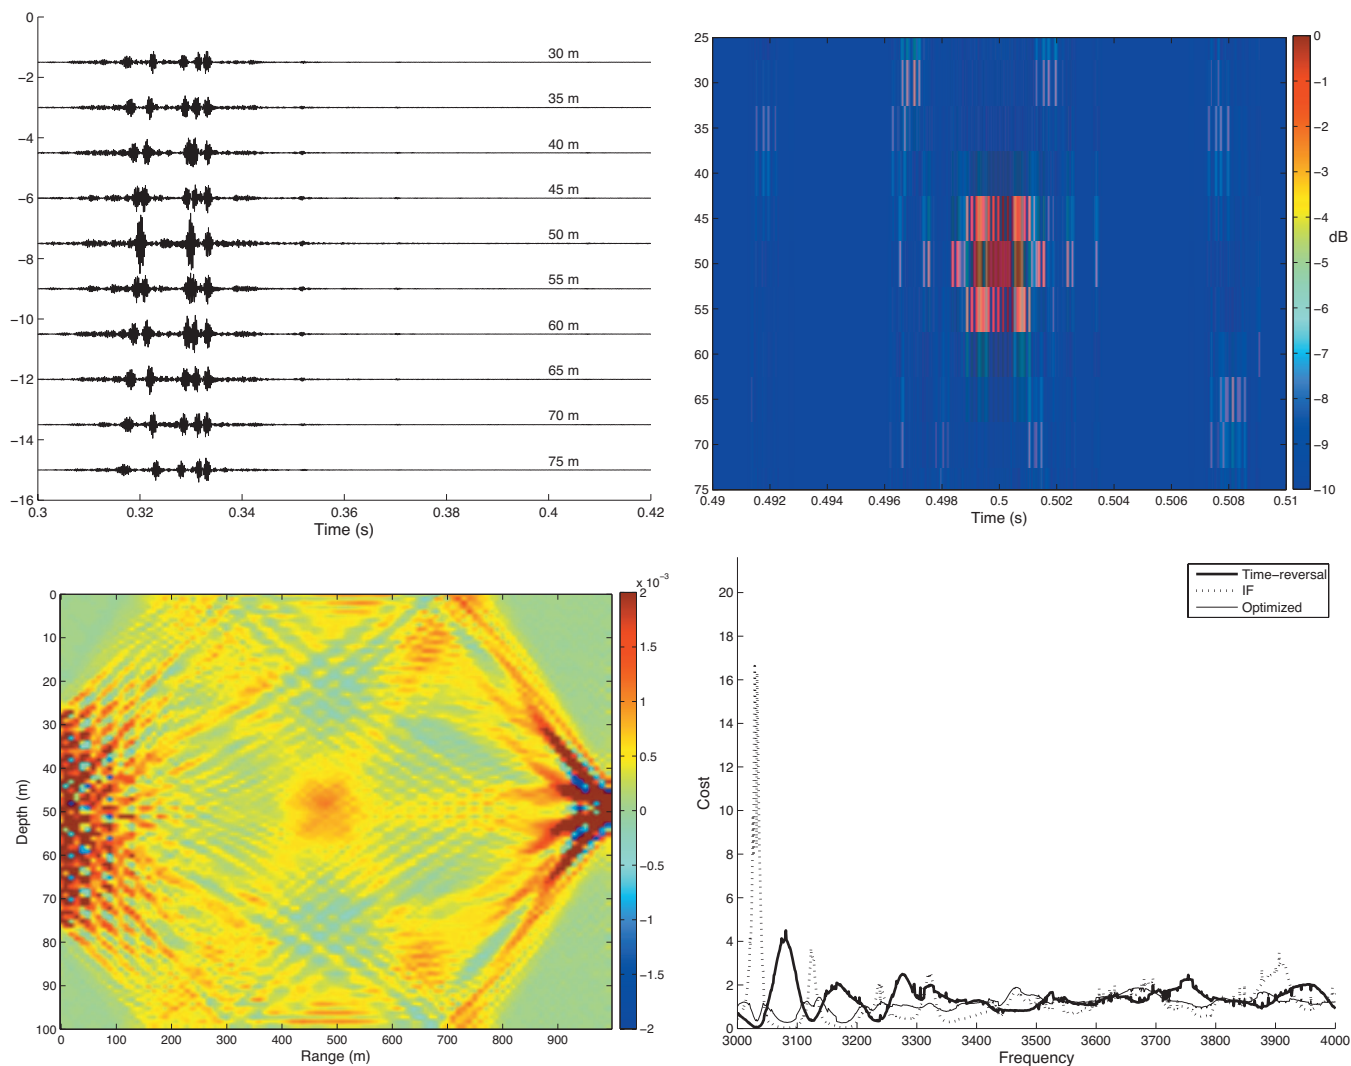 0
−2
−4
−6
−8
−10
−12
−14
−16
30 m
35 m
40 m
45 m
50 m
55 m
60 m
65 m
70 m
75 m
0.3 0.32 0.34 0.36 0.38 0.4 0.42
Time (s)
25
30
35
40
45
50
55
60
65
70
75
0.49 0.492 0.494 0.496 0.498 0.5 0.502 0.504 0.506 0.508 0.51
Time (s)
0
−1
−2
−3
−4
−5
−6
−7
−8
−9
−10
dB
Depth (m)
0
10
20
30
40
50
60
70
80
90
100
0 100 200 300 400 500 600 700 800 900
Range (m)
x 10⁻³
2
1.5
1
0.5
0
−0.5
−1
−1.5
−2
Cost
20
18
16
14
12
10
8
6
4
2
0
3000 3100 3200 3300 3400 3500 3600 3700 3800 3900 4000
Frequency
Time−reversal
IF
Optimized